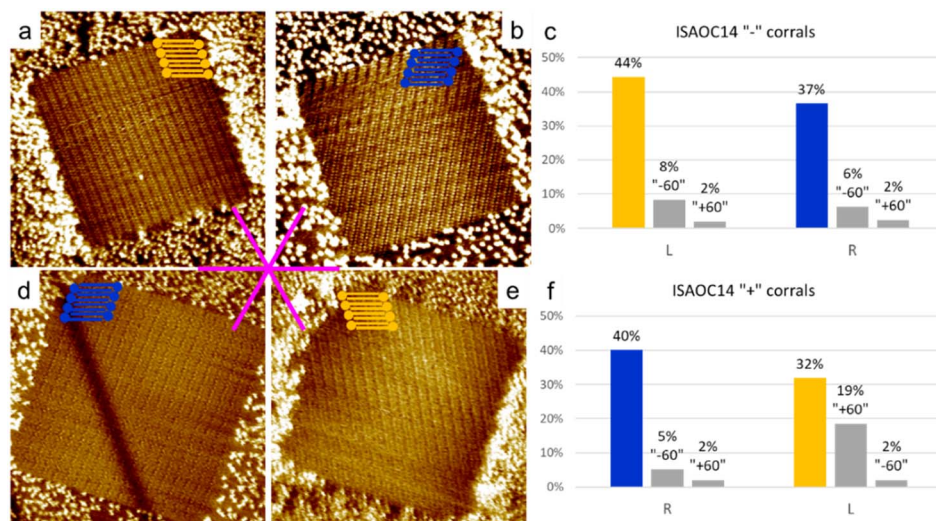 a
b
c
ISAOC14 "-" corrals
50%
40%
30%
20%
10%
0%
44%
8%
"-60"
2%
"+60"
37%
6%
"-60"
2%
"+60"
L
R
d
e
f
ISAOC14 "+" corrals
50%
40%
30%
20%
10%
0%
40%
5%
"-60"
2%
"+60"
32%
19%
"+60"
2%
"-60"
R
L